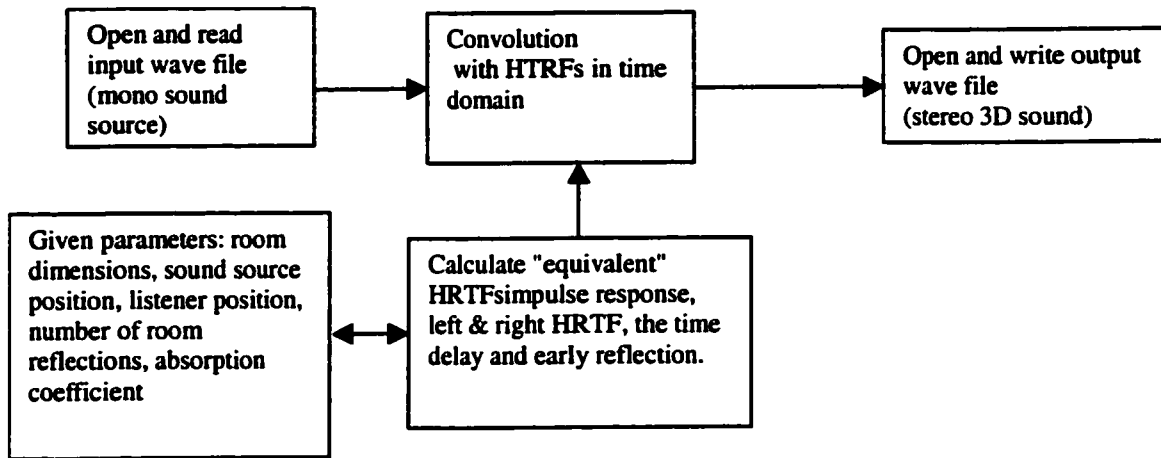 Open and read
input wave file
(mono sound
source)
Convolution
with HTRFs in time
domain
Open and write output
wave file
(stereo 3D sound)
Given parameters: room
dimensions, sound source
position, listener position,
number of room
reflections, absorption
coefficient
Calculate "equivalent"
HRTFsimpulse response,
left & right HRTF, the time
delay and early reflection.